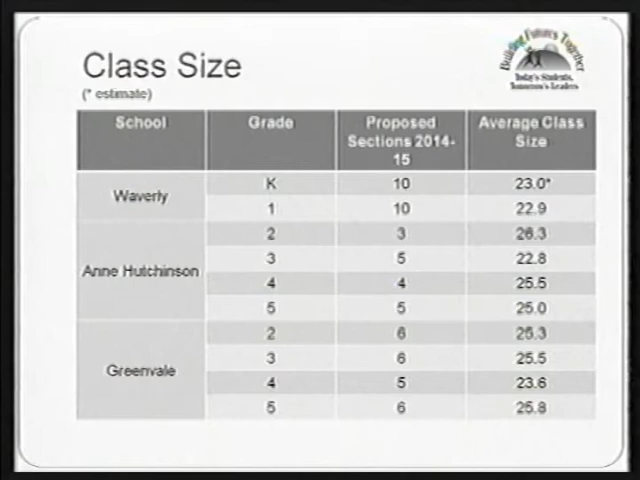 Class Size
(* estimate)
Building Futures Together
Today's Students,
Tomorrow's Leaders
School Grade Proposed Sections 2014-15 Average Class Size
Waverly K 10 23.0*
1 10 22.9
Anne Hutchinson 2 3 26.3
3 5 22.8
4 4 25.5
5 5 25.0
Greenvale 2 6 25.3
3 6 25.5
4 5 23.6
5 6 25.8